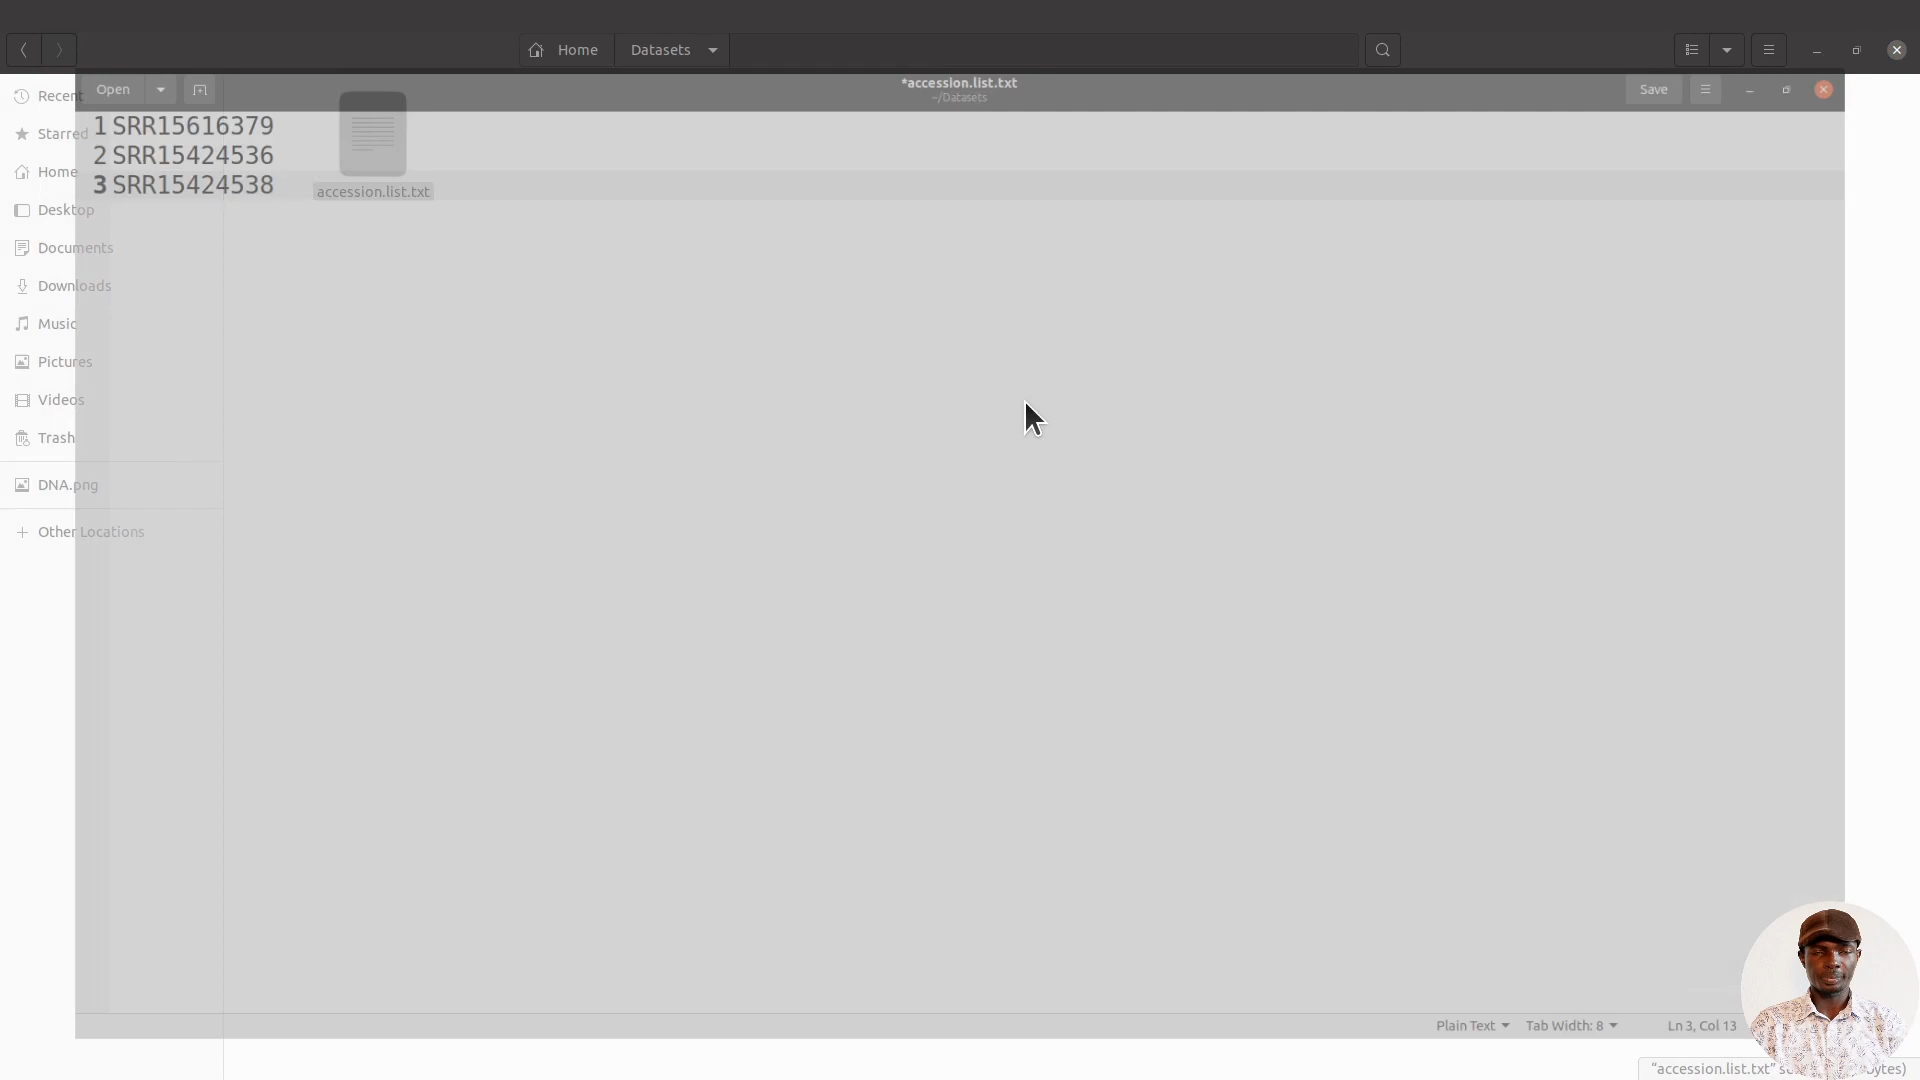 Home Datasets
*accession.list.txt
~/Datasets
Open
Save
1 SRR15616379
2 SRR15424536
3 SRR15424538
accession.list.txt
Recent
Starred
Home
Desktop
Documents
Downloads
Music
Pictures
Videos
Trash
DNA.png
Other Locations
Plain Text Tab Width: 8 Ln 3, Col 13
"accession.list.txt"